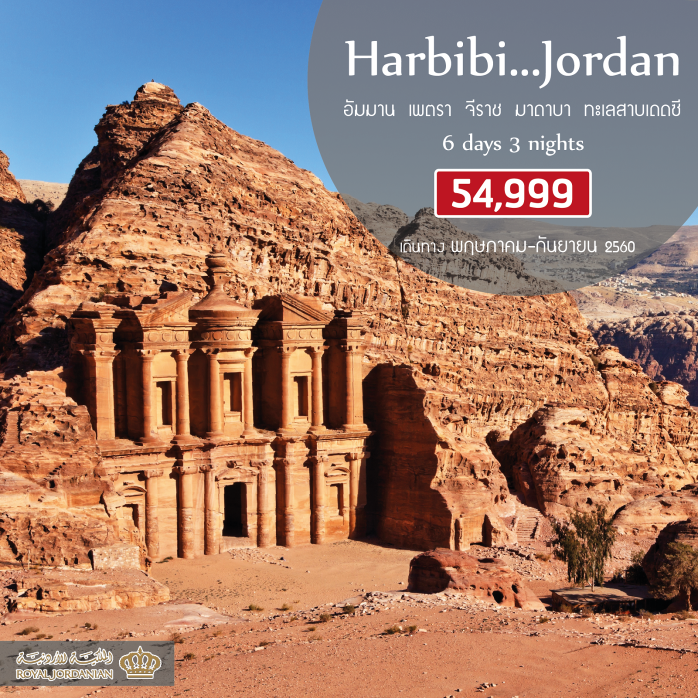 Harbibi...Jordan
อัมมาน เพตรา จีราช มาดาบา ทะเลสาบเดดซี
6 days 3 nights
54,999
เดินทาง พฤษภาคม-กันยายน 2560
الملكية الأردنية
ROYAL JORDANIAN